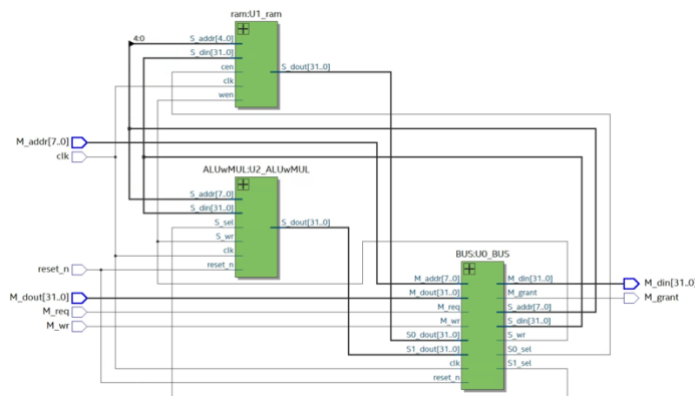 ram:U1_ram
4:0
S_addr[4..0]
S_din[31..0]
cen
clk
wen
S_dout[31..0]
M_addr[7..0]
clk
ALUwMUL:U2_ALUwMUL
S_addr[7..0]
S_din[31..0]
S_sel
S_wr
clk
reset_n
S_dout[31..0]
reset_n
M_dout[31..0]
M_req
M_wr
BUS:U0_BUS
M_addr[7..0]
M_dout[31..0]
M_req
M_wr
S0_dout[31..0]
S1_dout[31..0]
clk
reset_n
M_din[31..0]
M_grant
S_addr[7..0]
S_din[31..0]
S_wr
S0_sel
S1_sel
M_din[31..0]
M_grant